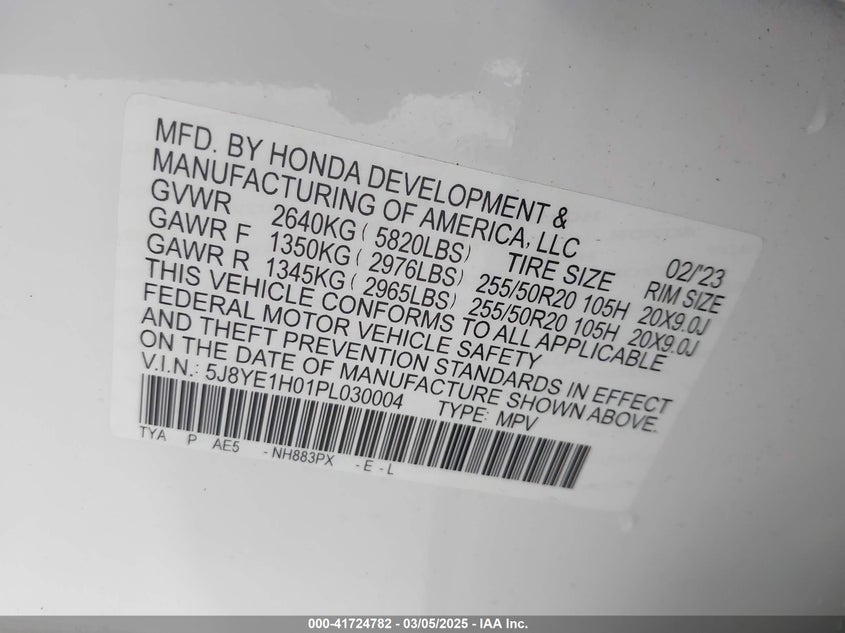 MFD. BY HONDA DEVELOPMENT &
MANUFACTURING OF AMERICA, LLC 02/'23
GVWR 2640KG ( 5820LBS) TIRE SIZE RIM SIZE
GAWR F 1350KG ( 2976LBS) 255/50R20 105H 20X9.0J
GAWR R 1345KG ( 2965LBS) 255/50R20 105H 20X9.0J
THIS VEHICLE CONFORMS TO ALL APPLICABLE
FEDERAL MOTOR VEHICLE SAFETY
AND THEFT PREVENTION STANDARDS IN EFFECT
ON THE DATE OF MANUFACTURE SHOWN ABOVE.
V.I.N.: 5J8YE1H01PL030004 TYPE: MPV
TYA P AE5 - NH883PX - E - L
000-41724782 — 03/05/2025 - IAA Inc.